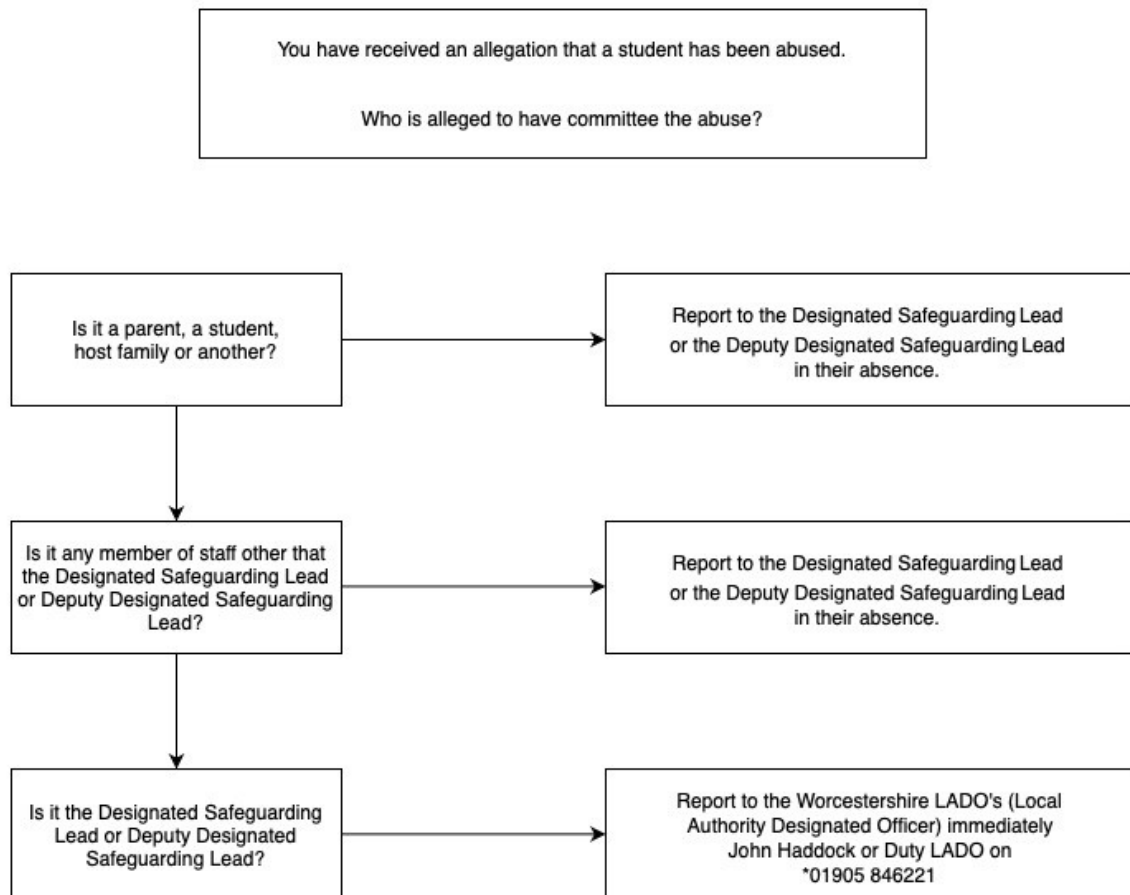 You have received an allegation that a student has been abused.
Who is alleged to have committee the abuse?
Is it a parent, a student,
host family or another?
Report to the Designated Safeguarding Lead
or the Deputy Designated Safeguarding Lead
in their absence.
Is it any member of staff other that
the Designated Safeguarding Lead
or Deputy Designated Safeguarding
Lead?
Report to the Designated Safeguarding Lead
or the Deputy Designated Safeguarding Lead
in their absence.
Is it the Designated Safeguarding
Lead or Deputy Designated
Safeguarding Lead?
Report to the Worcestershire LADO's (Local
Authority Designated Officer) immediately
John Haddock or Duty LADO on
*01905 846221